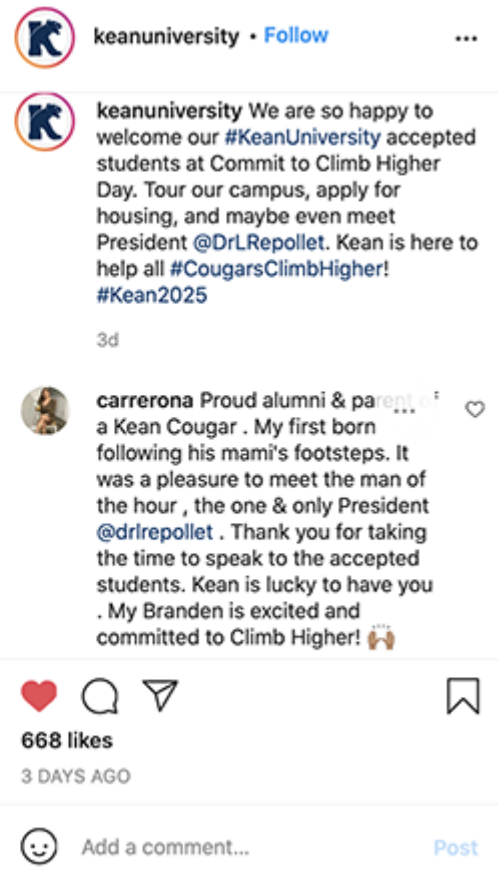 keanuniversity • Follow
keanuniversity We are so happy to
welcome our #KeanUniversity accepted
students at Commit to Climb Higher
Day. Tour our campus, apply for
housing, and maybe even meet
President @DrLRepollet. Kean is here to
help all #CougarsClimbHigher!
#Kean2025
3d
carrerona Proud alumni & parent of
a Kean Cougar . My first born
following his mami's footsteps. It
was a pleasure to meet the man of
the hour , the one & only President
@drlrepollet . Thank you for taking
the time to speak to the accepted
students. Kean is lucky to have you
. My Branden is excited and
committed to Climb Higher! 🙌🏽
668 likes
3 DAYS AGO
Add a comment...
Post